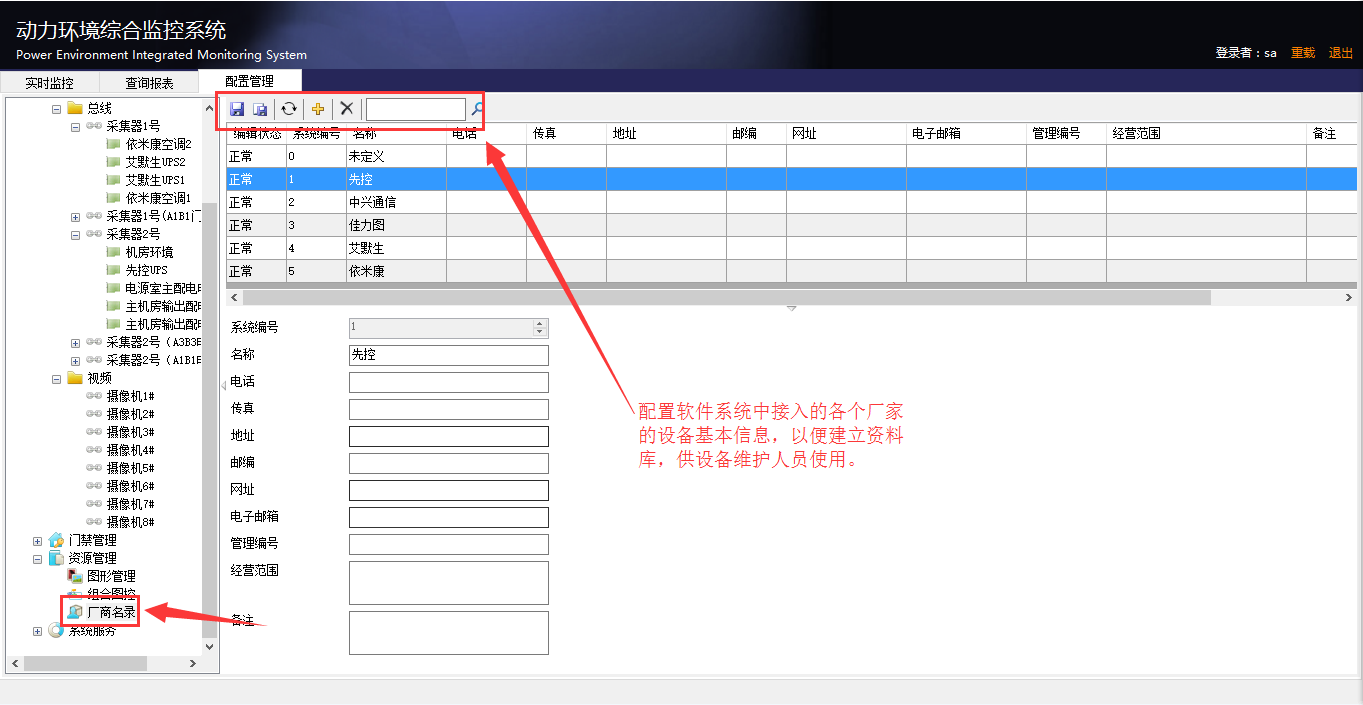 动力环境综合监控系统
Power Environment Integrated Monitoring System
登录者：sa 重载 退出
实时监控 查询报表 配置管理
总线
采集器1号
依米康空调2
艾默生UPS2
艾默生UPS1
依米康空调1
采集器1号(A1B1门
采集器2号
机房环境
先控UPS
电源室主配电
主机房输出配
主机房输出配
采集器2号（A3B3
采集器2号（A1B1
视频
摄像机1#
摄像机2#
摄像机3#
摄像机4#
摄像机5#
摄像机6#
摄像机7#
摄像机8#
门禁管理
资源管理
图形管理
组合图控
厂商名录
系统服务
编辑状态 系统编号 名称 电话 传真 地址 邮编 网址 电子邮箱 管理编号 经营范围 备注
正常 0 未定义
正常 1 先控
正常 2 中兴通信
正常 3 佳力图
正常 4 艾默生
正常 5 依米康
系统编号 1
名称 先控
电话
传真
地址
邮编
网址
电子邮箱
管理编号
经营范围
备注
配置软件系统中接入的各个厂家
的设备基本信息，以便建立资料
库，供设备维护人员使用。